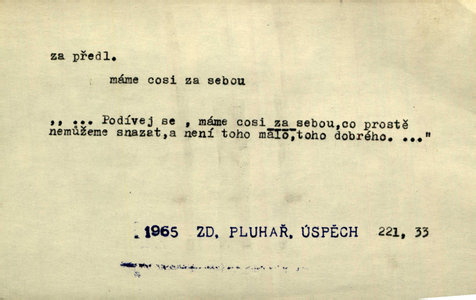 za předl.
máme cosi za sebou
,, ... Podívej se , máme cosi za sebou,co prostě
nemůžeme smazat,a není toho málo,toho dobrého. ..."
1965 ZD. PLUHAŘ, ÚSPĚCH 221, 33